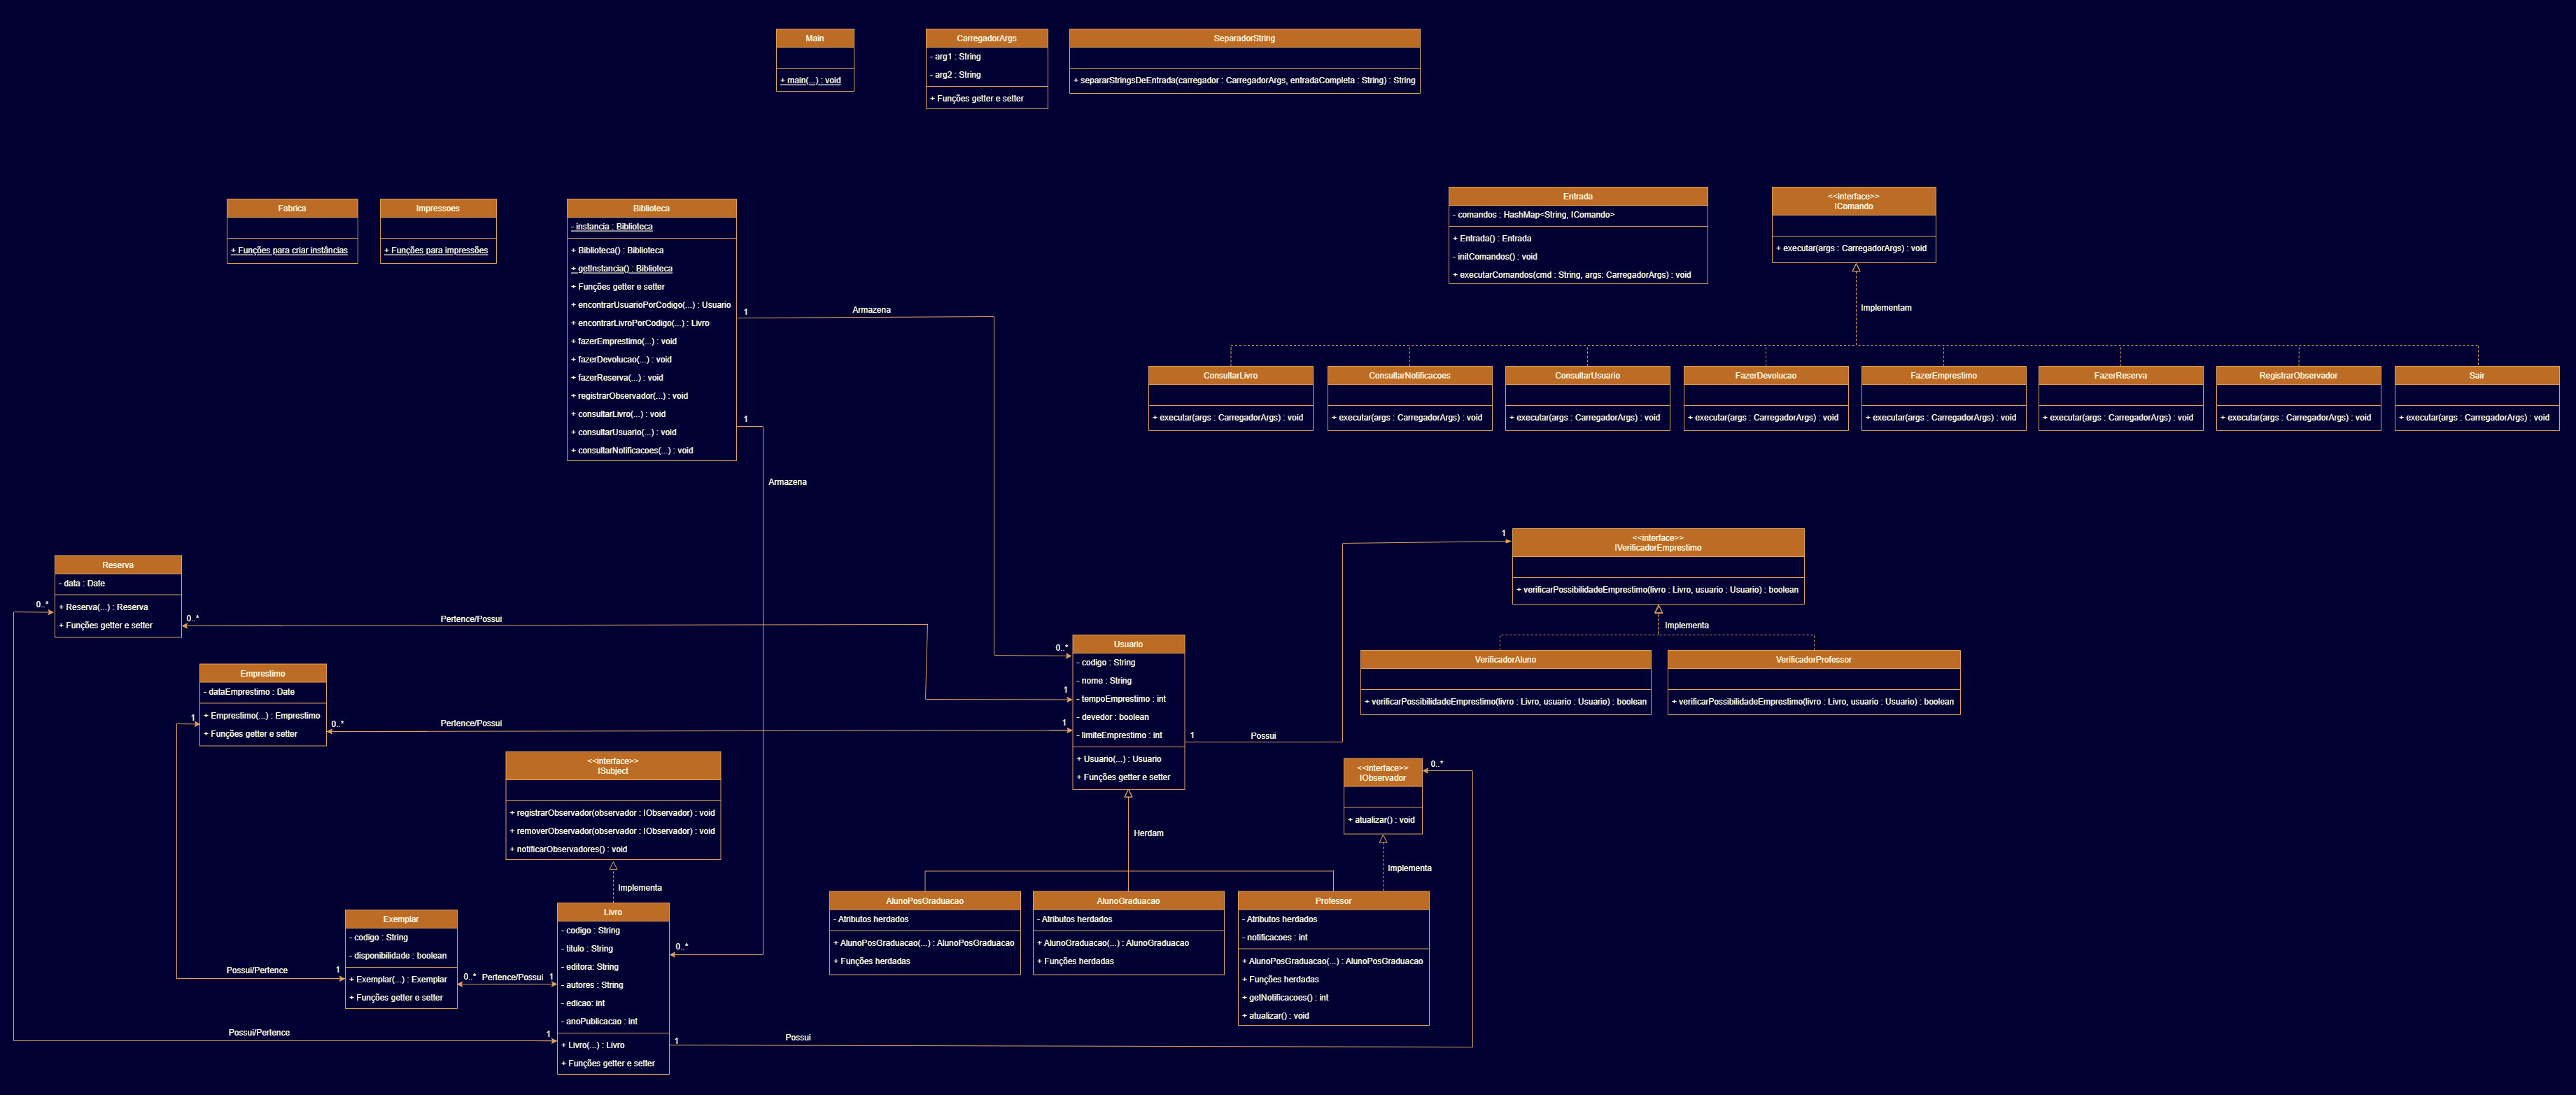 Main
+ main(...) : void
CarregadorArgs
- arg1 : String
- arg2 : String
+ Funções getter e setter
SeparadorString
+ separarStringsDeEntrada(carregador : CarregadorArgs, entradaCompleta : String) : String
Fabrica
+ Funções para criar instâncias
Impressoes
+ Funções para impressões
Biblioteca
- instancia : Biblioteca
+ Biblioteca() : Biblioteca
+ getInstancia() : Biblioteca
+ Funções getter e setter
+ encontrarUsuarioPorCodigo(...) : Usuario
+ encontrarLivroPorCodigo(...) : Livro
+ fazerEmprestimo(...) : void
+ fazerDevolucao(...) : void
+ fazerReserva(...) : void
+ registrarObservador(...) : void
+ consultarLivro(...) : void
+ consultarUsuario(...) : void
+ consultarNotificacoes(...) : void
1
Armazena
0..*
1
Armazena
0..*
Entrada
- comandos : HashMap<String, IComando>
+ Entrada() : Entrada
- initComandos() : void
+ executarComandos(cmd : String, args: CarregadorArgs) : void
<<interface>>
IComando
+ executar(args : CarregadorArgs) : void
Implementam
ConsultarLivro
+ executar(args : CarregadorArgs) : void
ConsultarNotificacoes
+ executar(args : CarregadorArgs) : void
ConsultarUsuario
+ executar(args : CarregadorArgs) : void
FazerDevolucao
+ executar(args : CarregadorArgs) : void
FazerEmprestimo
+ executar(args : CarregadorArgs) : void
FazerReserva
+ executar(args : CarregadorArgs) : void
RegistrarObservador
+ executar(args : CarregadorArgs) : void
Sair
+ executar(args : CarregadorArgs) : void
Reserva
- data : Date
+ Reserva(...) : Reserva
+ Funções getter e setter
0..*
0..*
Pertence/Possui
1
Emprestimo
- dataEmprestimo : Date
+ Emprestimo(...) : Emprestimo
+ Funções getter e setter
1
0..*
Pertence/Possui
1
Usuario
- codigo : String
- nome : String
- tempoEmprestimo : int
- devedor : boolean
- limiteEmprestimo : int
+ Usuario(...) : Usuario
+ Funções getter e setter
1
Possui
1
<<interface>>
IVerificadorEmprestimo
+ verificarPossibilidadeEmprestimo(livro : Livro, usuario : Usuario) : boolean
Implementa
VerificadorAluno
+ verificarPossibilidadeEmprestimo(livro : Livro, usuario : Usuario) : boolean
VerificadorProfessor
+ verificarPossibilidadeEmprestimo(livro : Livro, usuario : Usuario) : boolean
<<interface>>
ISubject
+ registrarObservador(observador : IObservador) : void
+ removerObservador(observador : IObservador) : void
+ notificarObservadores() : void
Implementa
<<interface>>
IObservador
+ atualizar() : void
0..*
Implementa
Herdam
AlunoPosGraduacao
- Atributos herdados
+ AlunoPosGraduacao(...) : AlunoPosGraduacao
+ Funções herdadas
AlunoGraduacao
- Atributos herdados
+ AlunoGraduacao(...) : AlunoGraduacao
+ Funções herdadas
Professor
- Atributos herdados
- notificacoes : int
+ AlunoPosGraduacao(...) : AlunoPosGraduacao
+ Funções herdadas
+ getNotificacoes() : int
+ atualizar() : void
Exemplar
- codigo : String
- disponibilidade : boolean
+ Exemplar(...) : Exemplar
+ Funções getter e setter
Possui/Pertence
1
0..*
Pertence/Possui
1
Livro
- codigo : String
- titulo : String
- editora: String
- autores : String
- edicao: int
- anoPublicacao : int
+ Livro(...) : Livro
+ Funções getter e setter
Possui/Pertence
1
1
Possui